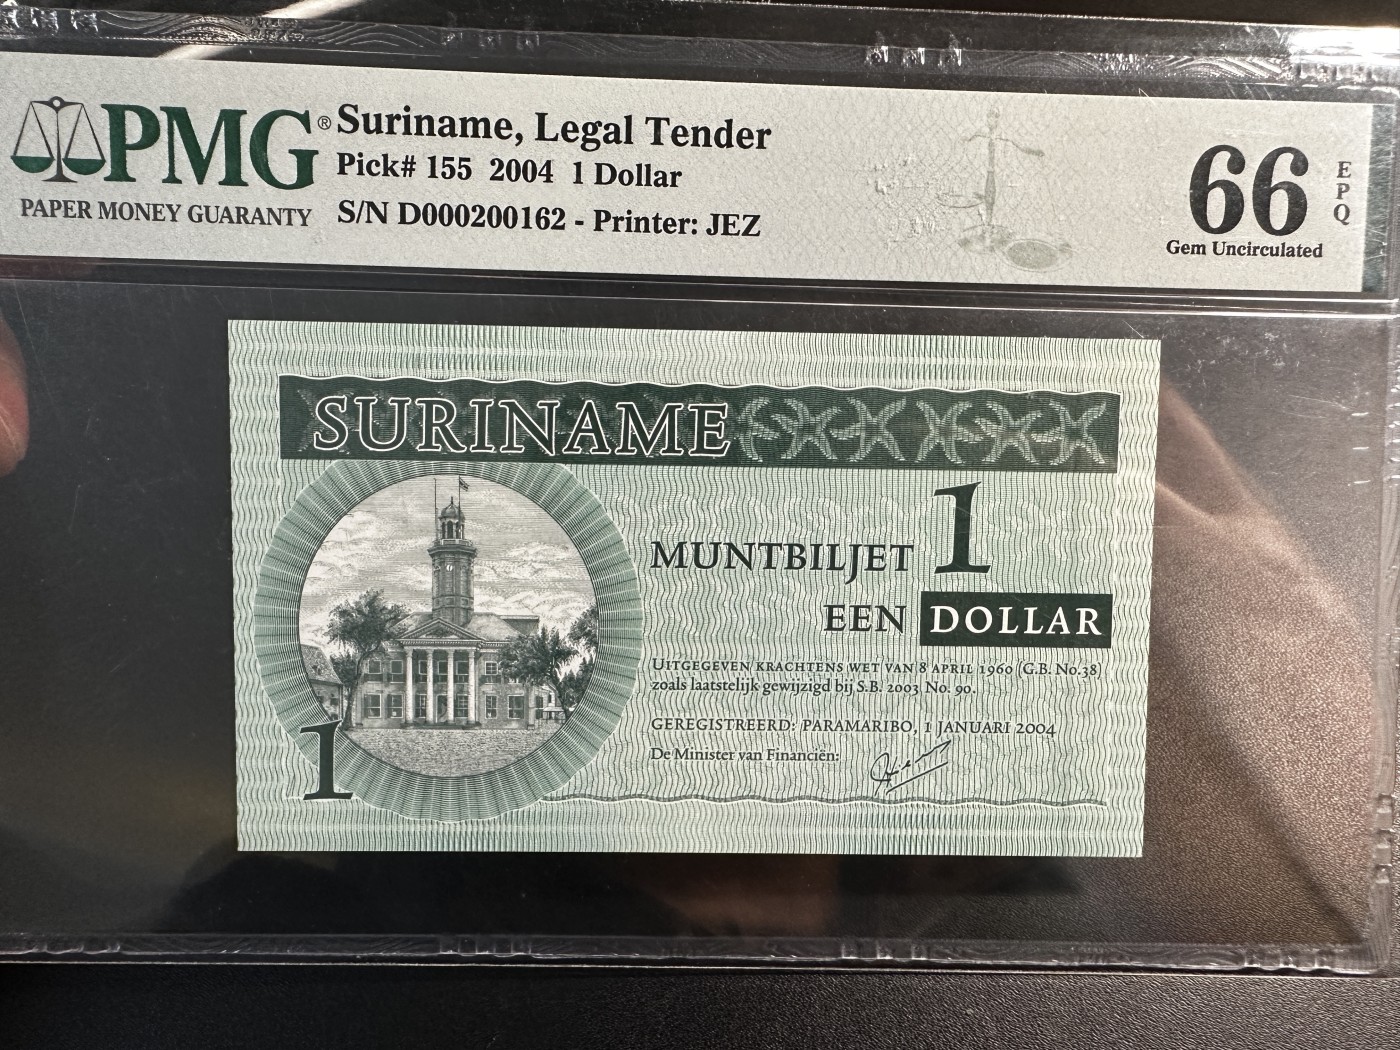 PMG®
PAPER MONEY GUARANTY
Suriname, Legal Tender
Pick# 155 2004 1 Dollar
S/N D000200162 - Printer: JEZ
66
EPQ
Gem Uncirculated
SURINAME
MUNTBILJET 1
EEN DOLLAR
UITGEGEVEN KRACHTENS WET VAN 8 APRIL 1960 (G.B. No.38)
zoals laatstelijk gewijzigd bij S.B. 2003 No. 90.
GEREGISTREERD: PARAMARIBO, 1 JANUARI 2004
De Minister van Financiën:
1